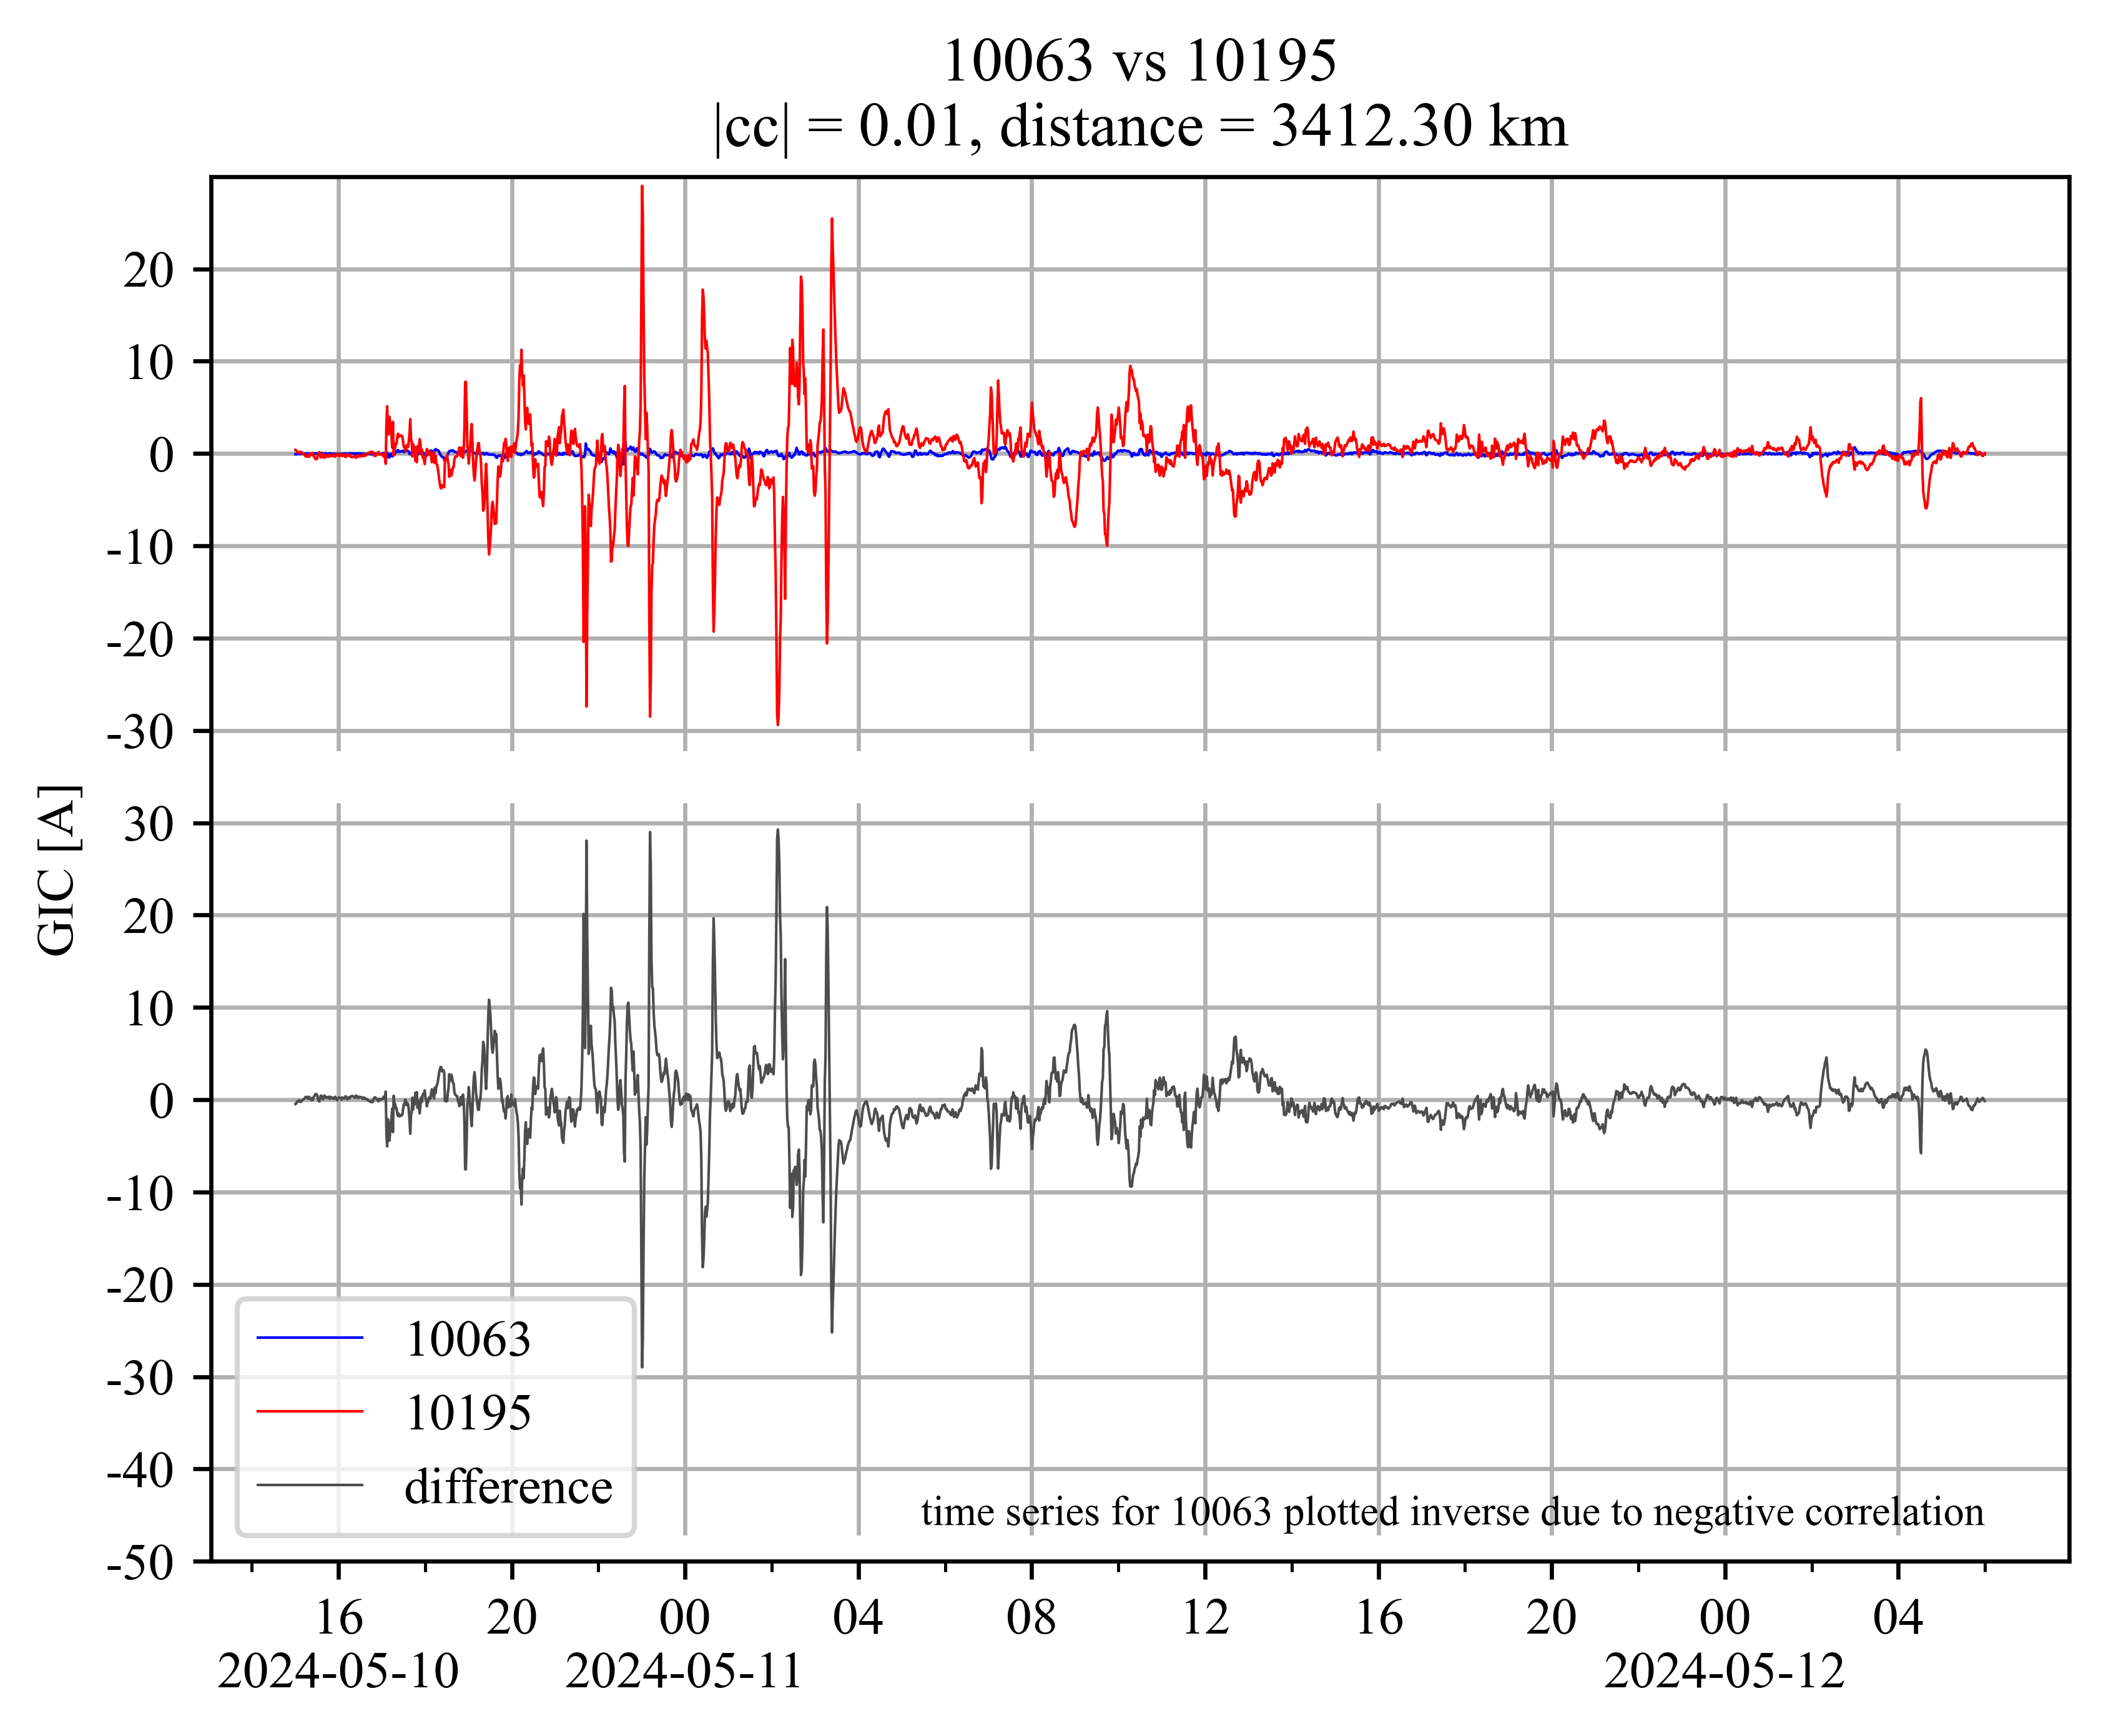 10063 vs 10195
|cc| = 0.01, distance = 3412.30 km
GIC [A]
20
10
0
-10
-20
-30
30
20
10
0
-10
-20
-30
-40
-50
10063
10195
difference
time series for 10063 plotted inverse due to negative correlation
16 20 00 04 08 12 16 20 00 04
2024-05-10 2024-05-11 2024-05-12